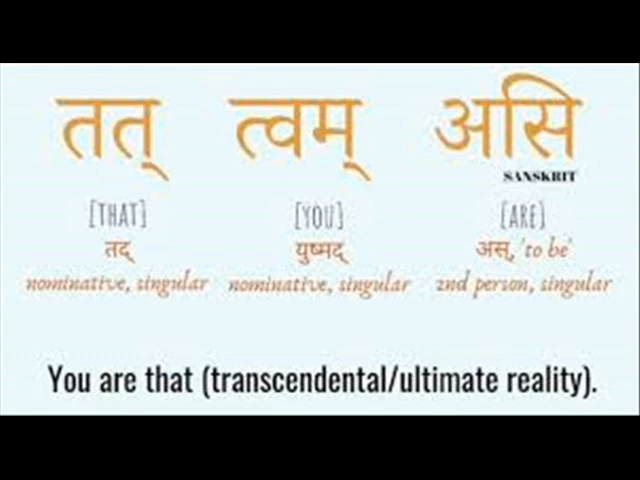 तत् त्वम् असि
SANSKRIT
[THAT] [YOU] [ARE]
तद् युष्मद् अस्, 'to be'
nominative, singular nominative, singular 2nd person, singular
You are that (transcendental/ultimate reality).